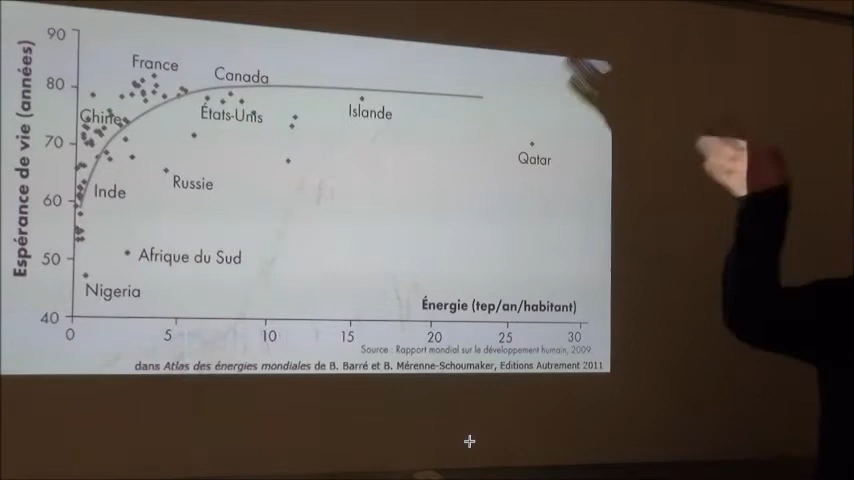 Espérance de vie (années)
90
80
70
60
50
40
France
Canada
Chine
États-Unis
Islande
Qatar
Inde
Russie
Afrique du Sud
Nigeria
Énergie (tep/an/habitant)
0 5 10 15 20 25 30
Source : Rapport mondial sur le développement humain, 2009
dans Atlas des énergies mondiales de B. Barré et B. Mérenne-Schoumaker, Editions Autrement 2011